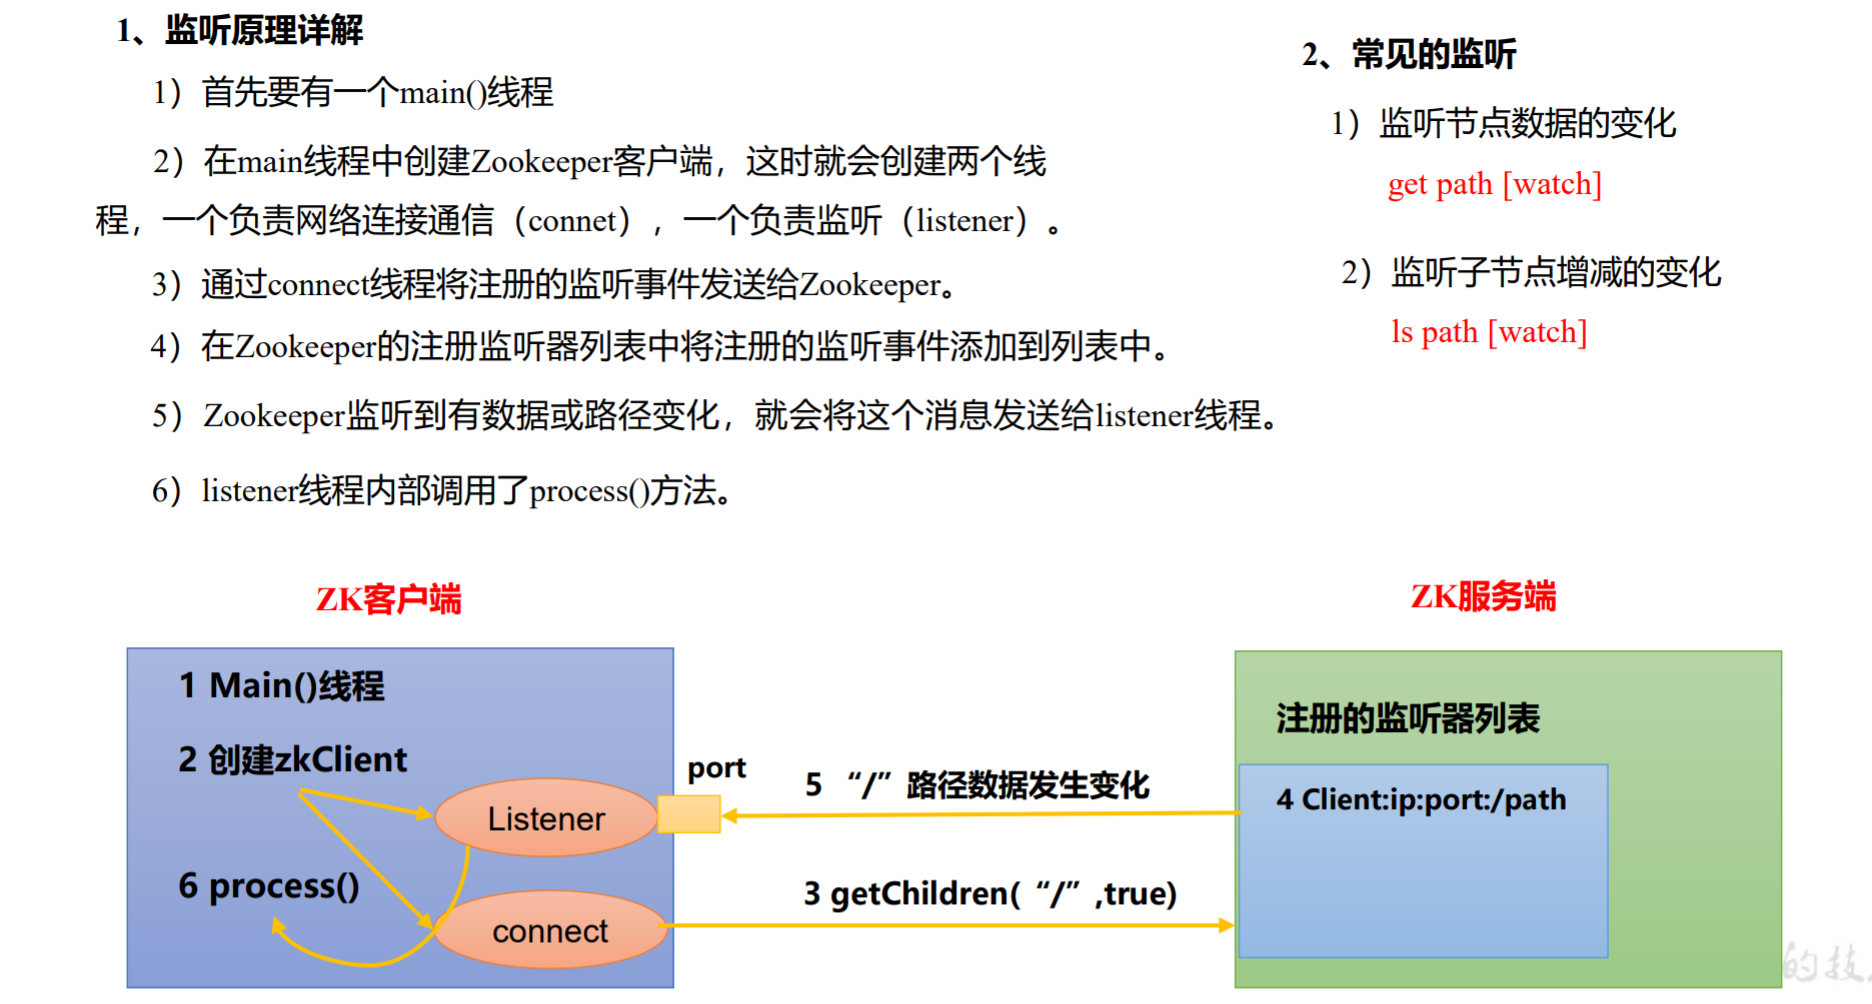 1、监听原理详解
1）首先要有一个main()线程
2）在main线程中创建Zookeeper客户端，这时就会创建两个线
程，一个负责网络连接通信（connet），一个负责监听（listener）。
3）通过connect线程将注册的监听事件发送给Zookeeper。
4）在Zookeeper的注册监听器列表中将注册的监听事件添加到列表中。
5）Zookeeper监听到有数据或路径变化，就会将这个消息发送给listener线程。
6）listener线程内部调用了process()方法。
2、常见的监听
1）监听节点数据的变化
get path [watch]
2）监听子节点增减的变化
ls path [watch]
ZK客户端
1 Main()线程
2 创建zkClient
Listener
6 process()
connect
port
5 “/”路径数据发生变化
3 getChildren(“/”,true)
ZK服务端
注册的监听器列表
4 Client:ip:port:/path
的技